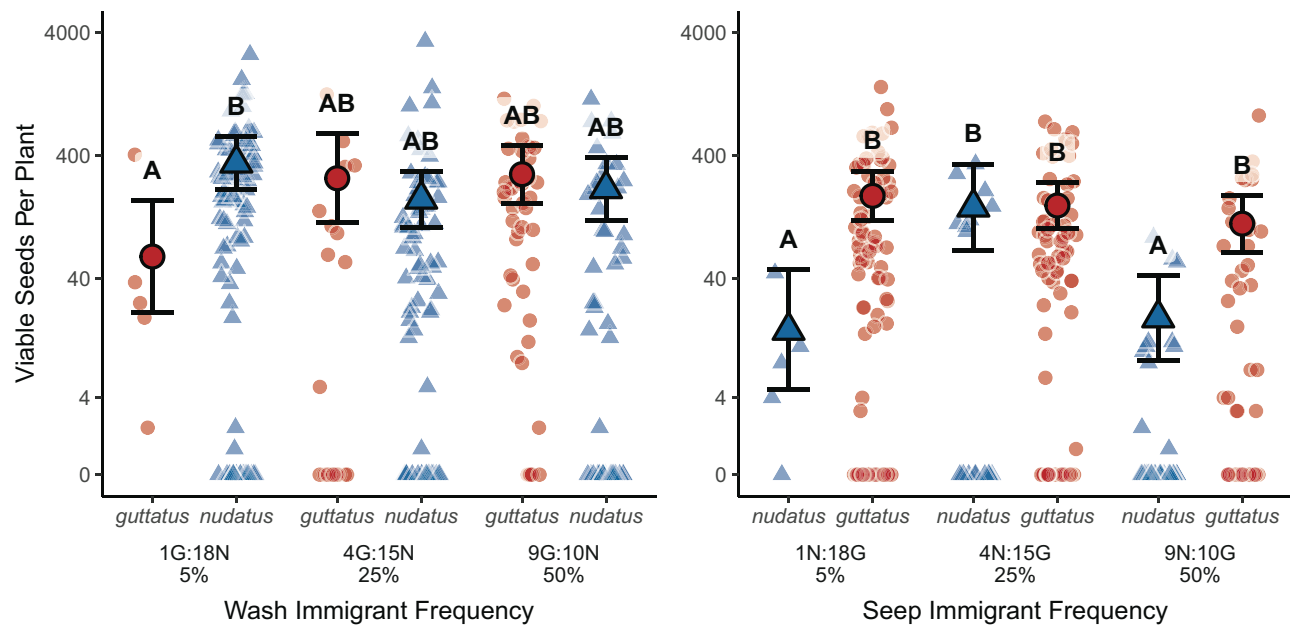 Viable Seeds Per Plant
4000
400
40
4
0
A
B
AB
AB
AB
AB
guttatus nudatus guttatus nudatus guttatus nudatus
1G:18N 4G:15N 9G:10N
5% 25% 50%
Wash Immigrant Frequency
4000
400
40
4
0
A
B
B
B
A
B
nudatus guttatus nudatus guttatus nudatus guttatus
1N:18G 4N:15G 9N:10G
5% 25% 50%
Seep Immigrant Frequency